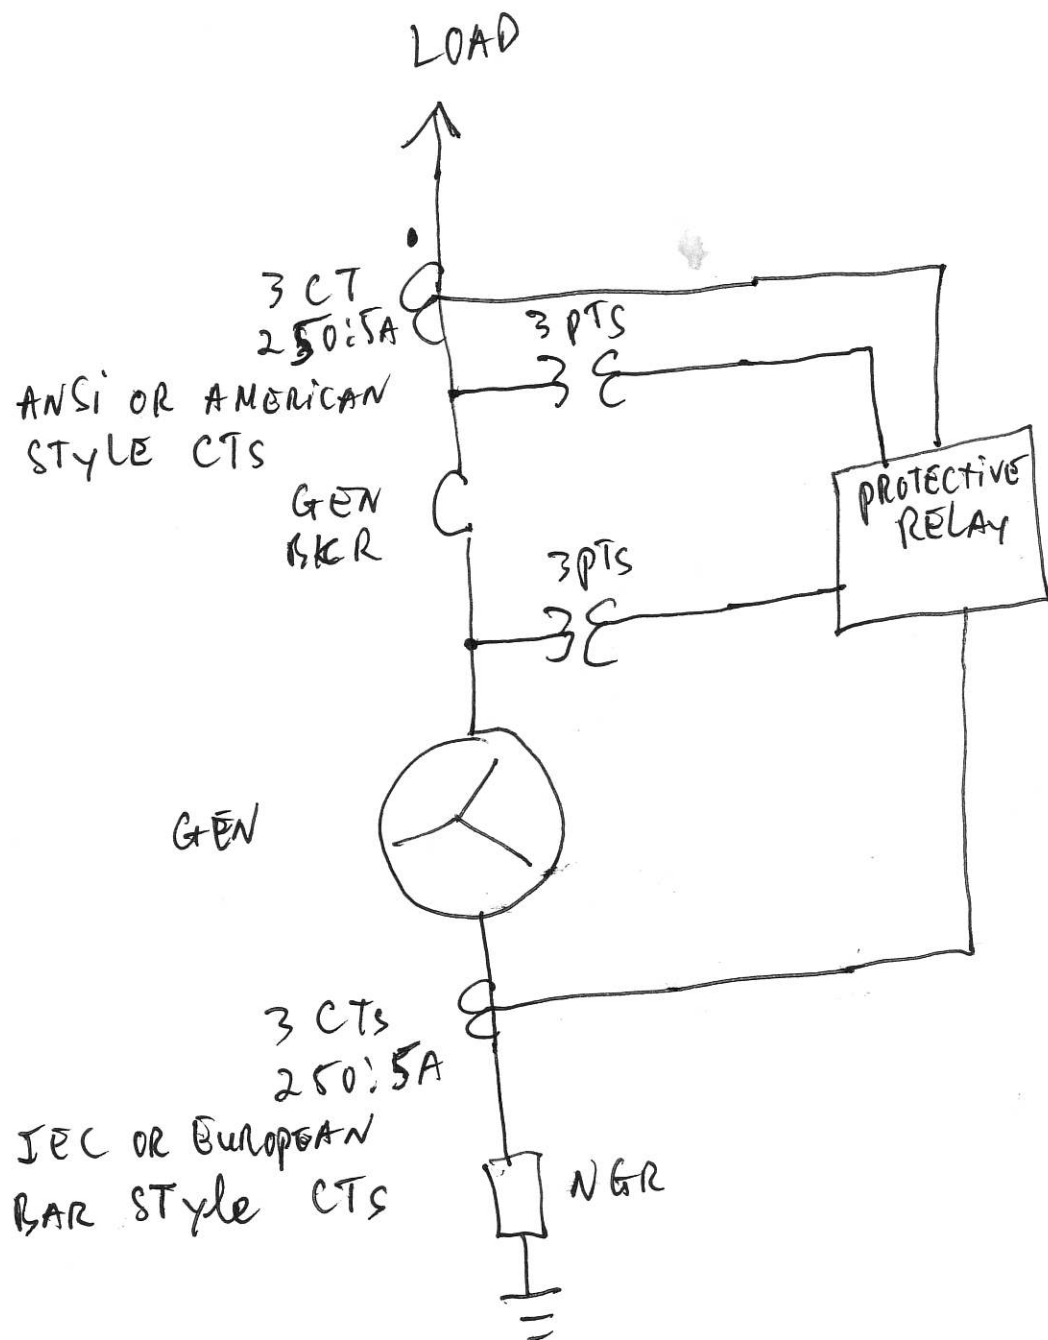 LOAD
3 CT
250:5A
ANSi OR AMERiCAN
STyLE CTS
3 PTS
GEN
BKR
PROTECTiVE
RELAY
3PTS
GEN
3 CTs
250:5A
IEC OR EUROPEAN
BAR STyle CTS
NGR